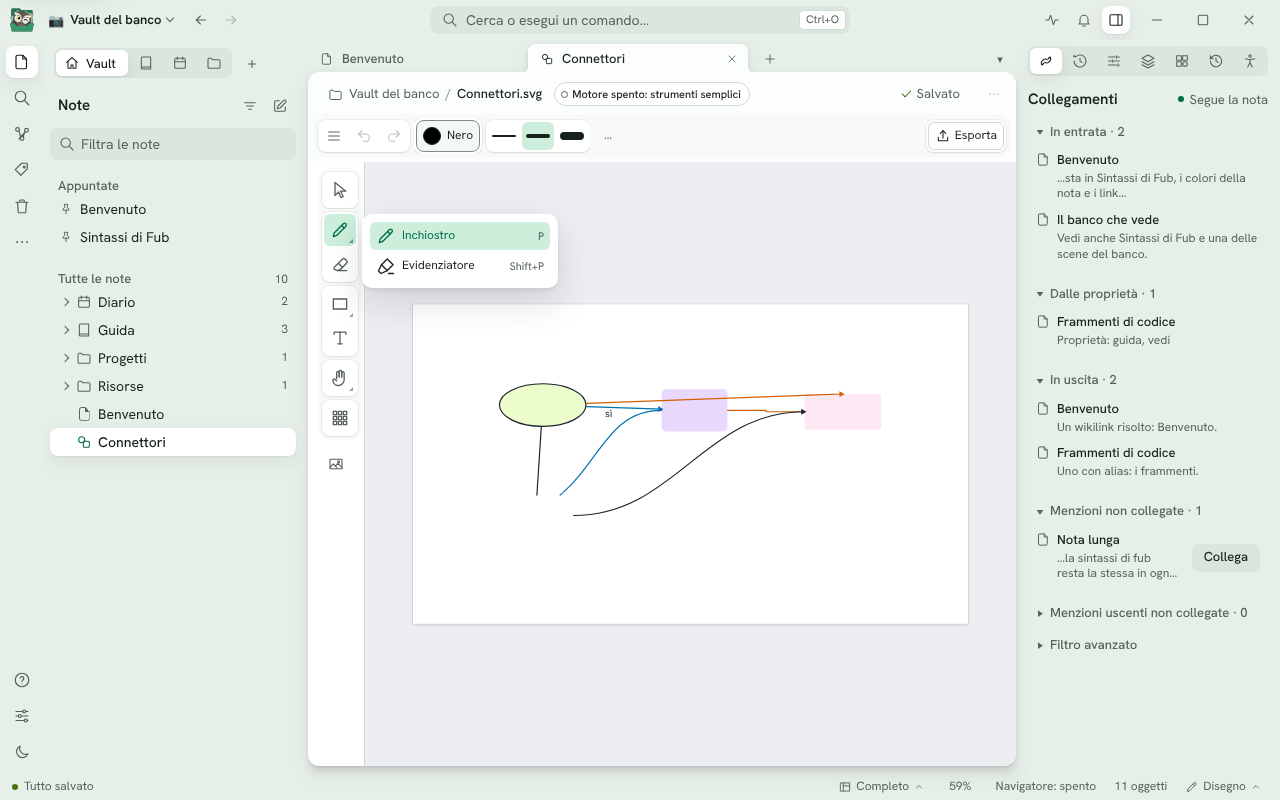 Vault del banco
Cerca o esegui un comando...
Ctrl+O
Vault
Note
Filtra le note
Appuntate
Benvenuto
Sintassi di Fub
Tutte le note
10
Diario
2
Guida
3
Progetti
1
Risorse
1
Benvenuto
Connettori
Tutto salvato
Benvenuto
Connettori
Vault del banco / Connettori.svg
Motore spento: strumenti semplici
Salvato
Nero
...
Esporta
Inchiostro
P
Evidenziatore
Shift+P
sì
Collegamenti
Segue la nota
In entrata · 2
Benvenuto
...sta in Sintassi di Fub, i colori della
nota e i link...
Il banco che vede
Vedi anche Sintassi di Fub e una delle
scene del banco.
Dalle proprietà · 1
Frammenti di codice
Proprietà: guida, vedi
In uscita · 2
Benvenuto
Un wikilink risolto: Benvenuto.
Frammenti di codice
Uno con alias: i frammenti.
Menzioni non collegate · 1
Nota lunga
...la sintassi di fub
resta la stessa in ogn...
Collega
Menzioni uscenti non collegate · 0
Filtro avanzato
Completo
59%
Navigatore: spento
11 oggetti
Disegno